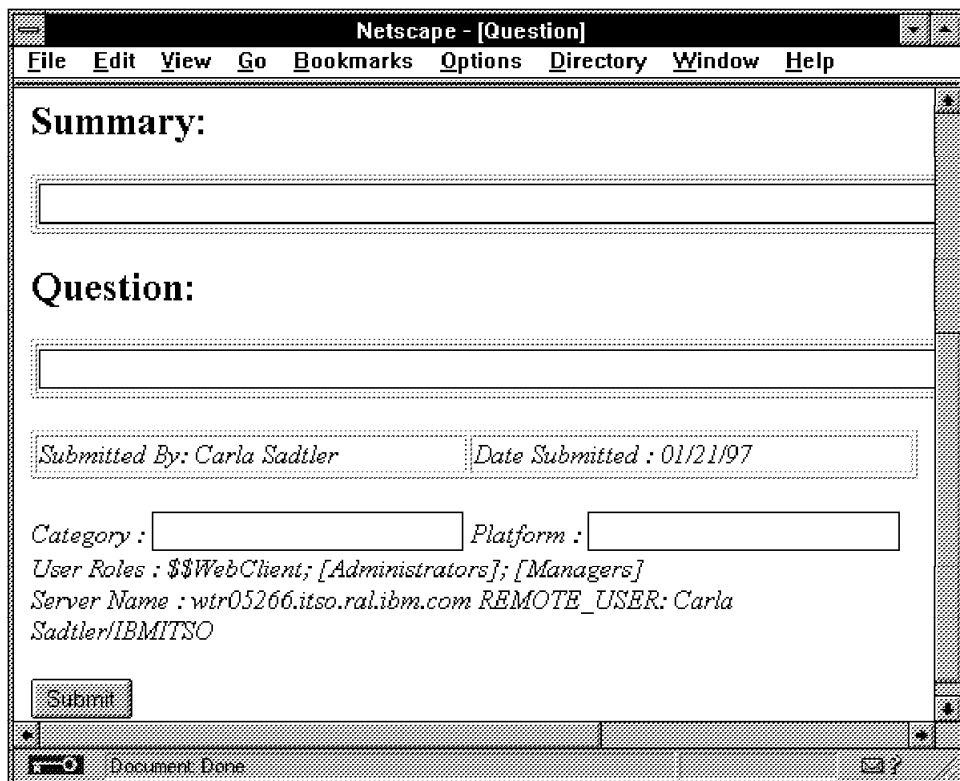 Netscape - [Question]
File Edit View Go Bookmarks Options Directory Window Help
Summary:
Question:
Submitted By: Carla Sadtler Date Submitted : 01/21/97
Category : Platform :
User Roles : $$WebClient; [Administrators]; [Managers]
Server Name : wtr05266.itso.ral.ibm.com REMOTE_USER: Carla
Sadtler/IBMITSO
Submit
Document: Done